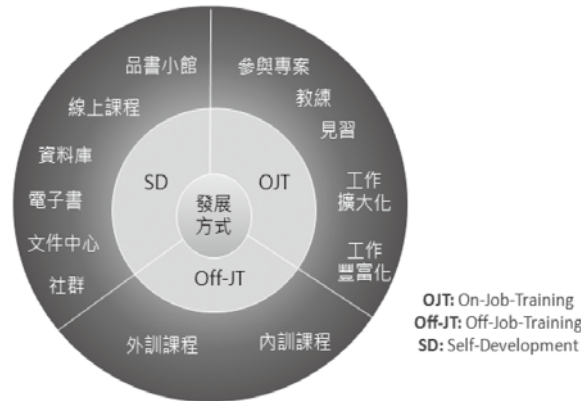 品書小館
線上課程
資料庫
電子書
文件中心
社群
參與專案
教練
見習
工作
擴大化
工作
豐富化
外訓課程
內訓課程
SD
OJT
Off-JT
發展
方式
OJT: On-Job-Training
Off-JT: Off-Job-Training
SD: Self-Development